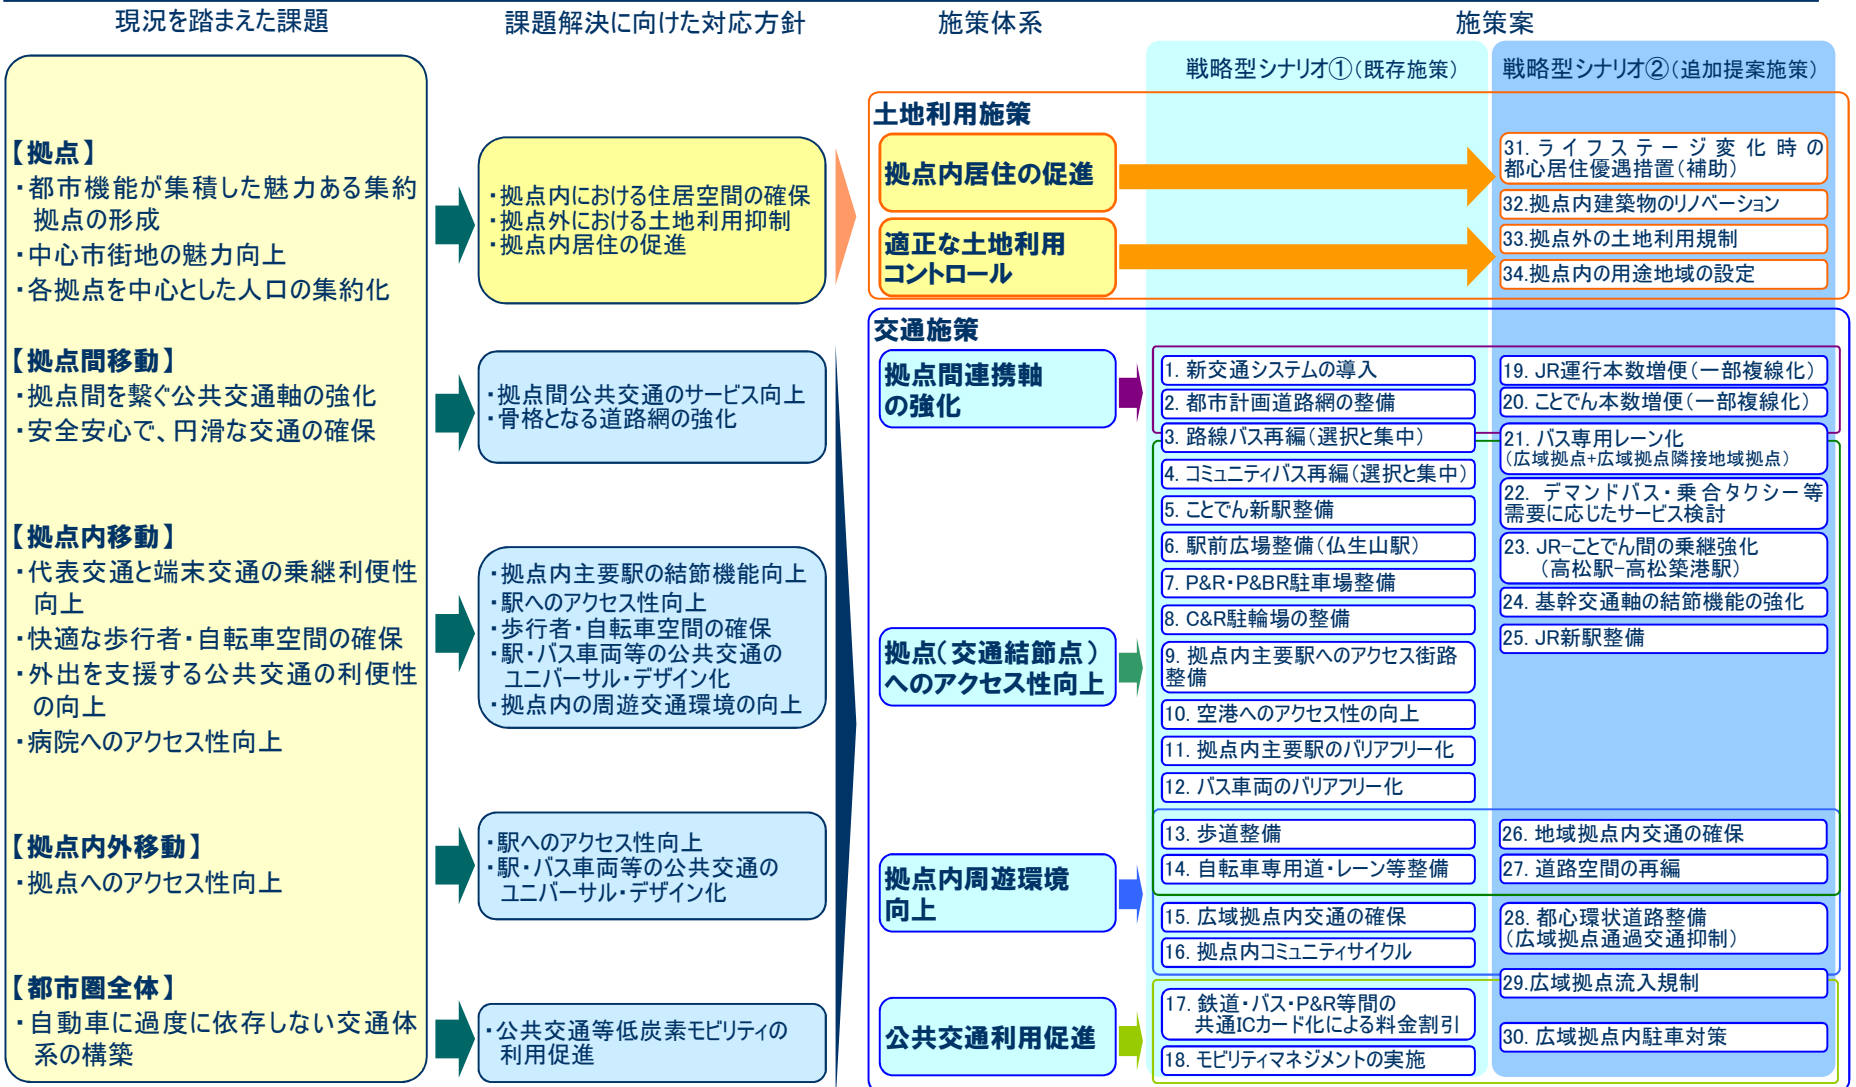 現況を踏まえた課題
課題解決に向けた対応方針
施策体系
施策案
戦略型シナリオ①(既存施策)
戦略型シナリオ②(追加提案施策)
【拠点】
・都市機能が集積した魅力ある集約
拠点の形成
・中心市街地の魅力向上
・各拠点を中心とした人口の集約化
【拠点間移動】
・拠点間を繋ぐ公共交通軸の強化
・安全安心で、円滑な交通の確保
【拠点内移動】
・代表交通と端末交通の乗継利便性
向上
・快適な歩行者・自転車空間の確保
・外出を支援する公共交通の利便性
の向上
・病院へのアクセス性向上
【拠点内外移動】
・拠点へのアクセス性向上
【都市圏全体】
・自動車に過度に依存しない交通体
系の構築
・拠点内における住居空間の確保
・拠点外における土地利用抑制
・拠点内居住の促進
・拠点間公共交通のサービス向上
・骨格となる道路網の強化
・拠点内主要駅の結節機能向上
・駅へのアクセス性向上
・歩行者・自転車空間の確保
・駅・バス車両等の公共交通の
ユニバーサル・デザイン化
・拠点内の周遊交通環境の向上
・駅へのアクセス性向上
・駅・バス車両等の公共交通の
ユニバーサル・デザイン化
・公共交通等低炭素モビリティの
利用促進
土地利用施策
拠点内居住の促進
適正な土地利用
コントロール
31. ライフステージ変化時の
都心居住優遇措置(補助)
32.拠点内建築物のリノベーション
33.拠点外の土地利用規制
34.拠点内の用途地域の設定
交通施策
拠点間連携軸
の強化
拠点(交通結節点)
へのアクセス性向上
拠点内周遊環境
向上
公共交通利用促進
1. 新交通システムの導入
2. 都市計画道路網の整備
3. 路線バス再編(選択と集中)
4. コミュニティバス再編(選択と集中)
5. ことでん新駅整備
6. 駅前広場整備(仏生山駅)
7. P&R・P&BR駐車場整備
8. C&R駐輪場の整備
9. 拠点内主要駅へのアクセス街路
整備
10. 空港へのアクセス性の向上
11. 拠点内主要駅のバリアフリー化
12. バス車両のバリアフリー化
13. 歩道整備
14. 自転車専用道・レーン等整備
15. 広域拠点内交通の確保
16. 拠点内コミュニティサイクル
17. 鉄道・バス・P&R等間の
共通ICカード化による料金割引
18. モビリティマネジメントの実施
19. JR運行本数増便(一部複線化)
20. ことでん本数増便(一部複線化)
21. バス専用レーン化
(広域拠点+広域拠点隣接地域拠点)
22. デマンドバス・乗合タクシー等
需要に応じたサービス検討
23. JR-ことでん間の乗継強化
(高松駅-高松築港駅)
24. 基幹交通軸の結節機能の強化
25. JR新駅整備
26. 地域拠点内交通の確保
27. 道路空間の再編
28. 都心環状道路整備
(広域拠点通過交通抑制)
29.広域拠点流入規制
30. 広域拠点内駐車対策